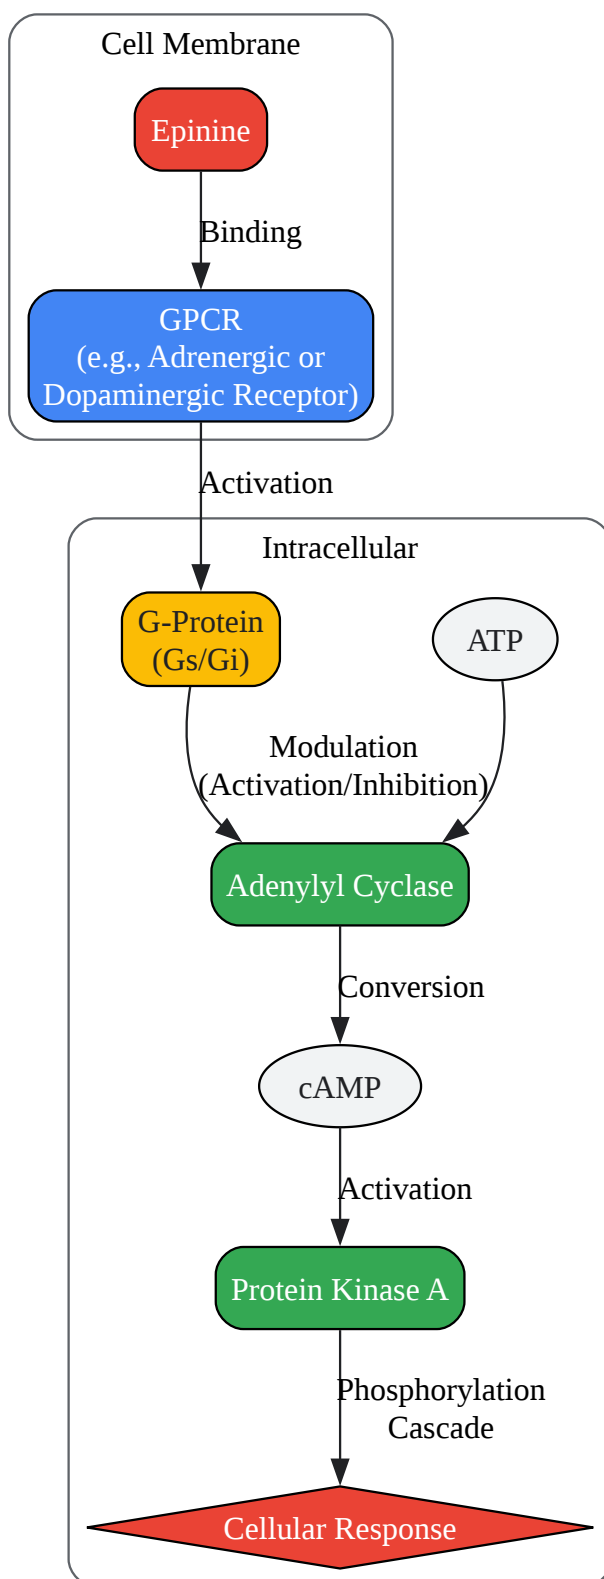 Cell Membrane
Epinine
Binding
GPCR
(e.g., Adrenergic or
Dopaminergic Receptor)
Activation
Intracellular
G-Protein
(Gs/Gi)
ATP
Modulation
(Activation/Inhibition)
Adenylyl Cyclase
Conversion
cAMP
Activation
Protein Kinase A
Phosphorylation
Cascade
Cellular Response